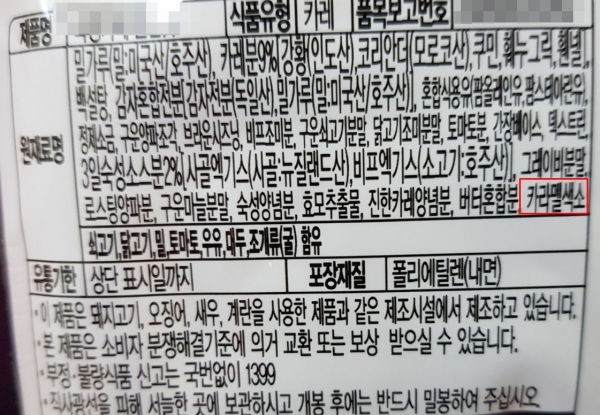 제품명 식품유형 카레 품목보고번호
원재료명
밀가루(밀:미국산/호주산), 카레분9%{강황(인도산), 코리안더(모로코산), 쿠민, 훼누그릭, 휀넬},
백설탕, 감자혼합전분(감자전분:독일산), 밀가루(밀:미국산/호주산), 혼합식용유(팜올레인유, 팜스테아린유),
정제소금, 구운양파조각, 브라운시즈닝, 비프조미분, 구운쇠고기분말, 닭고기조미분말, 토마토분, 간장베이스, 덱스트린,
3일숙성소스분2%{사골엑기스(사골:뉴질랜드산), 비프엑기스(소고기:호주산)}, 그레이비분말,
로스팅양파분, 구운마늘분말, 숙성양념분, 효모추출물, 진한카레양념분, 버터혼합분, 카라멜색소
쇠고기, 닭고기, 밀, 토마토, 우유, 대두, 조개류(굴) 함유
유통기한 상단 표시일까지 포장재질 폴리에틸렌(내면)
• 이 제품은 돼지고기, 오징어, 새우, 계란을 사용한 제품과 같은 제조시설에서 제조하고 있습니다.
• 본 제품은 소비자 분쟁해결기준에 의거 교환 또는 보상 받으실 수 있습니다.
• 부정·불량식품 신고는 국번없이 1399
• 직사광선을 피해 서늘한 곳에 보관하시고 개봉 후에는 반드시 밀봉하여 주십시오